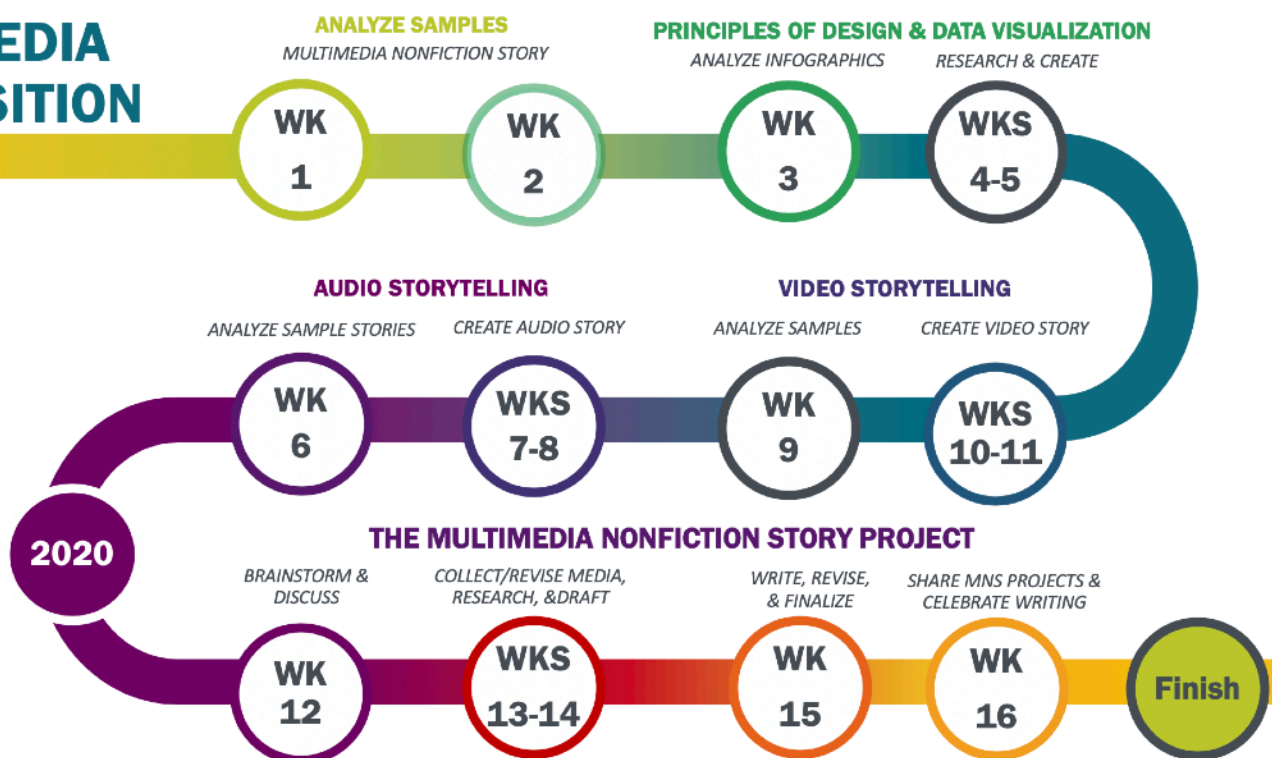 EDIA
SITION
ANALYZE SAMPLES
MULTIMEDIA NONFICTION STORY
PRINCIPLES OF DESIGN & DATA VISUALIZATION
ANALYZE INFOGRAPHICS
RESEARCH & CREATE
WK
1
WK
2
WK
3
WKS
4-5
AUDIO STORYTELLING
VIDEO STORYTELLING
ANALYZE SAMPLE STORIES
CREATE AUDIO STORY
ANALYZE SAMPLES
CREATE VIDEO STORY
WK
6
WKS
7-8
WK
9
WKS
10-11
2020
THE MULTIMEDIA NONFICTION STORY PROJECT
BRAINSTORM &
DISCUSS
COLLECT/REVISE MEDIA,
RESEARCH, &DRAFT
WRITE, REVISE,
& FINALIZE
SHARE MNS PROJECTS &
CELEBRATE WRITING
WK
12
WKS
13-14
WK
15
WK
16
Finish